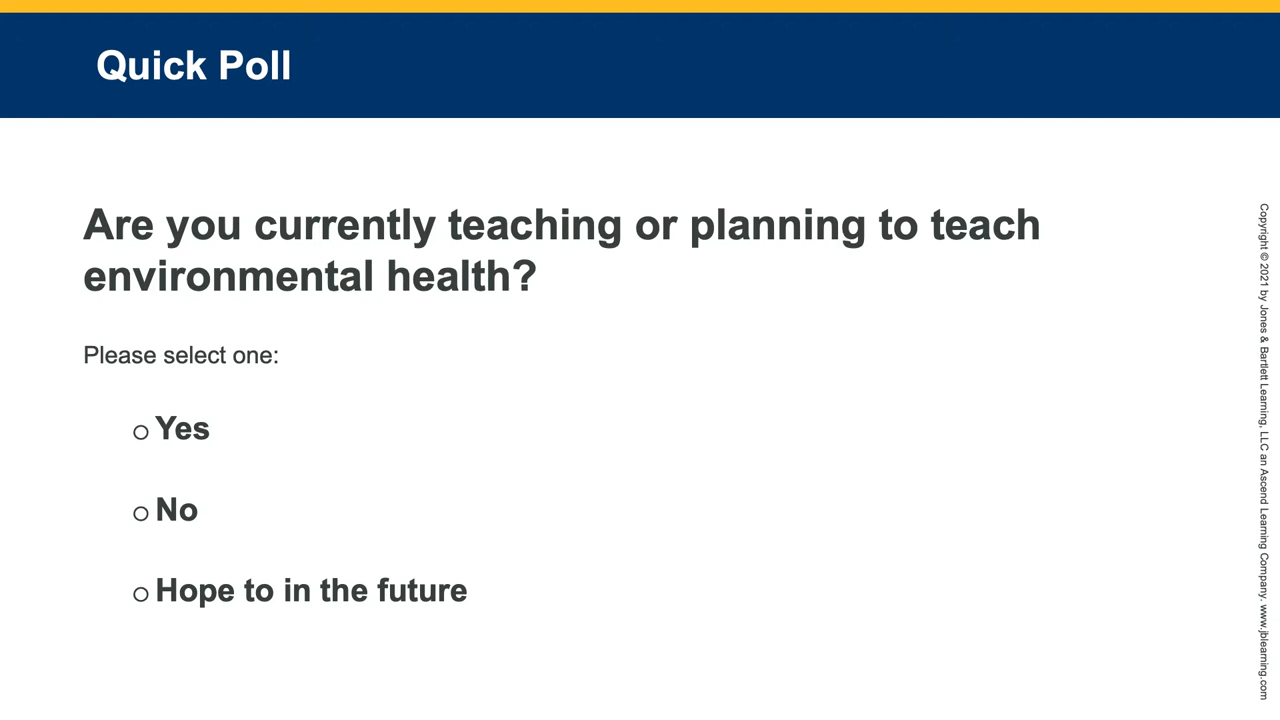 Quick Poll
Are you currently teaching or planning to teach
environmental health?
Please select one:
Yes
No
Hope to in the future
Copyright © 2021 by Jones & Bartlett Learning, LLC an Ascend Learning Company. www.jblearning.com